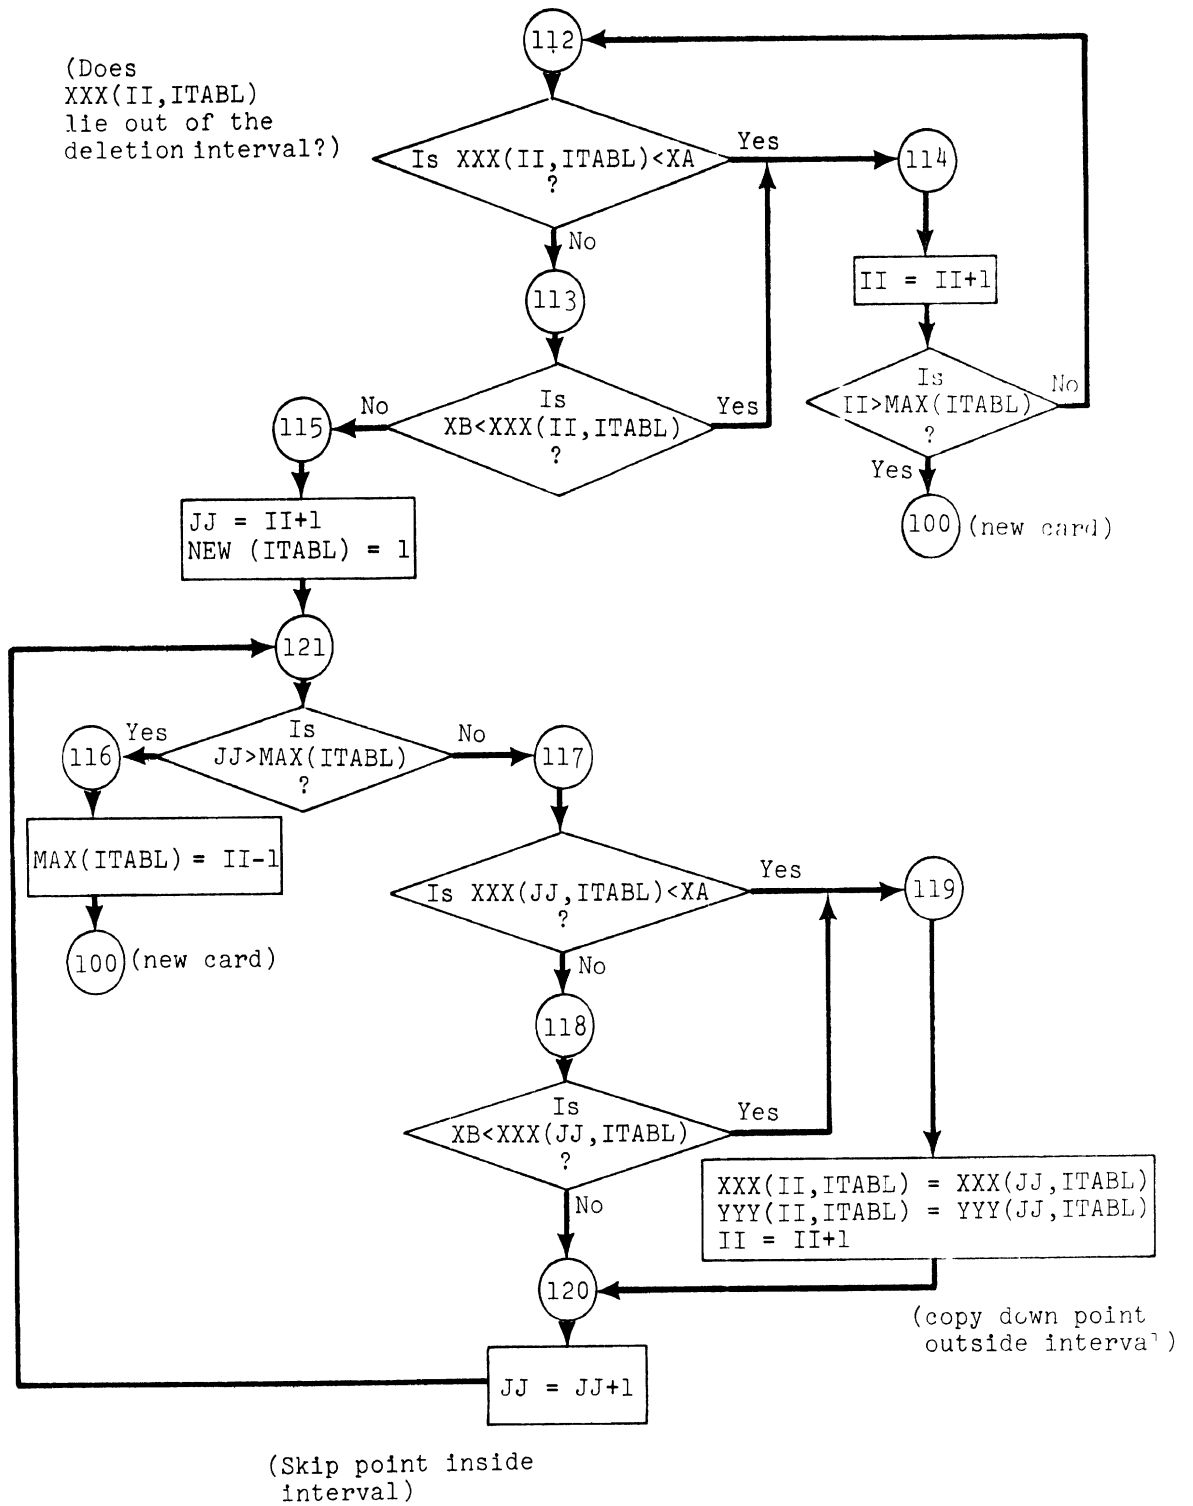 112
(Does
XXX(II,ITABL)
lie out of the
deletion interval?)
Is XXX(II,ITABL)<XA
?
Yes
114
No
113
II = II+1
Is
II>MAX(ITABL)
?
No
Yes
100 (new card)
Is
XB<XXX(II,ITABL)
?
Yes
No
115
JJ = II+1
NEW (ITABL) = 1
121
Is
JJ>MAX(ITABL)
?
Yes
116
No
117
MAX(ITABL) = II-1
100 (new card)
Is XXX(JJ,ITABL)<XA
?
Yes
119
No
118
Is
XB<XXX(JJ,ITABL)
?
Yes
No
XXX(II,ITABL) = XXX(JJ,ITABL)
YYY(II,ITABL) = YYY(JJ,ITABL)
II = II+1
120
(copy down point
outside interval)
JJ = JJ+1
(Skip point inside
interval)